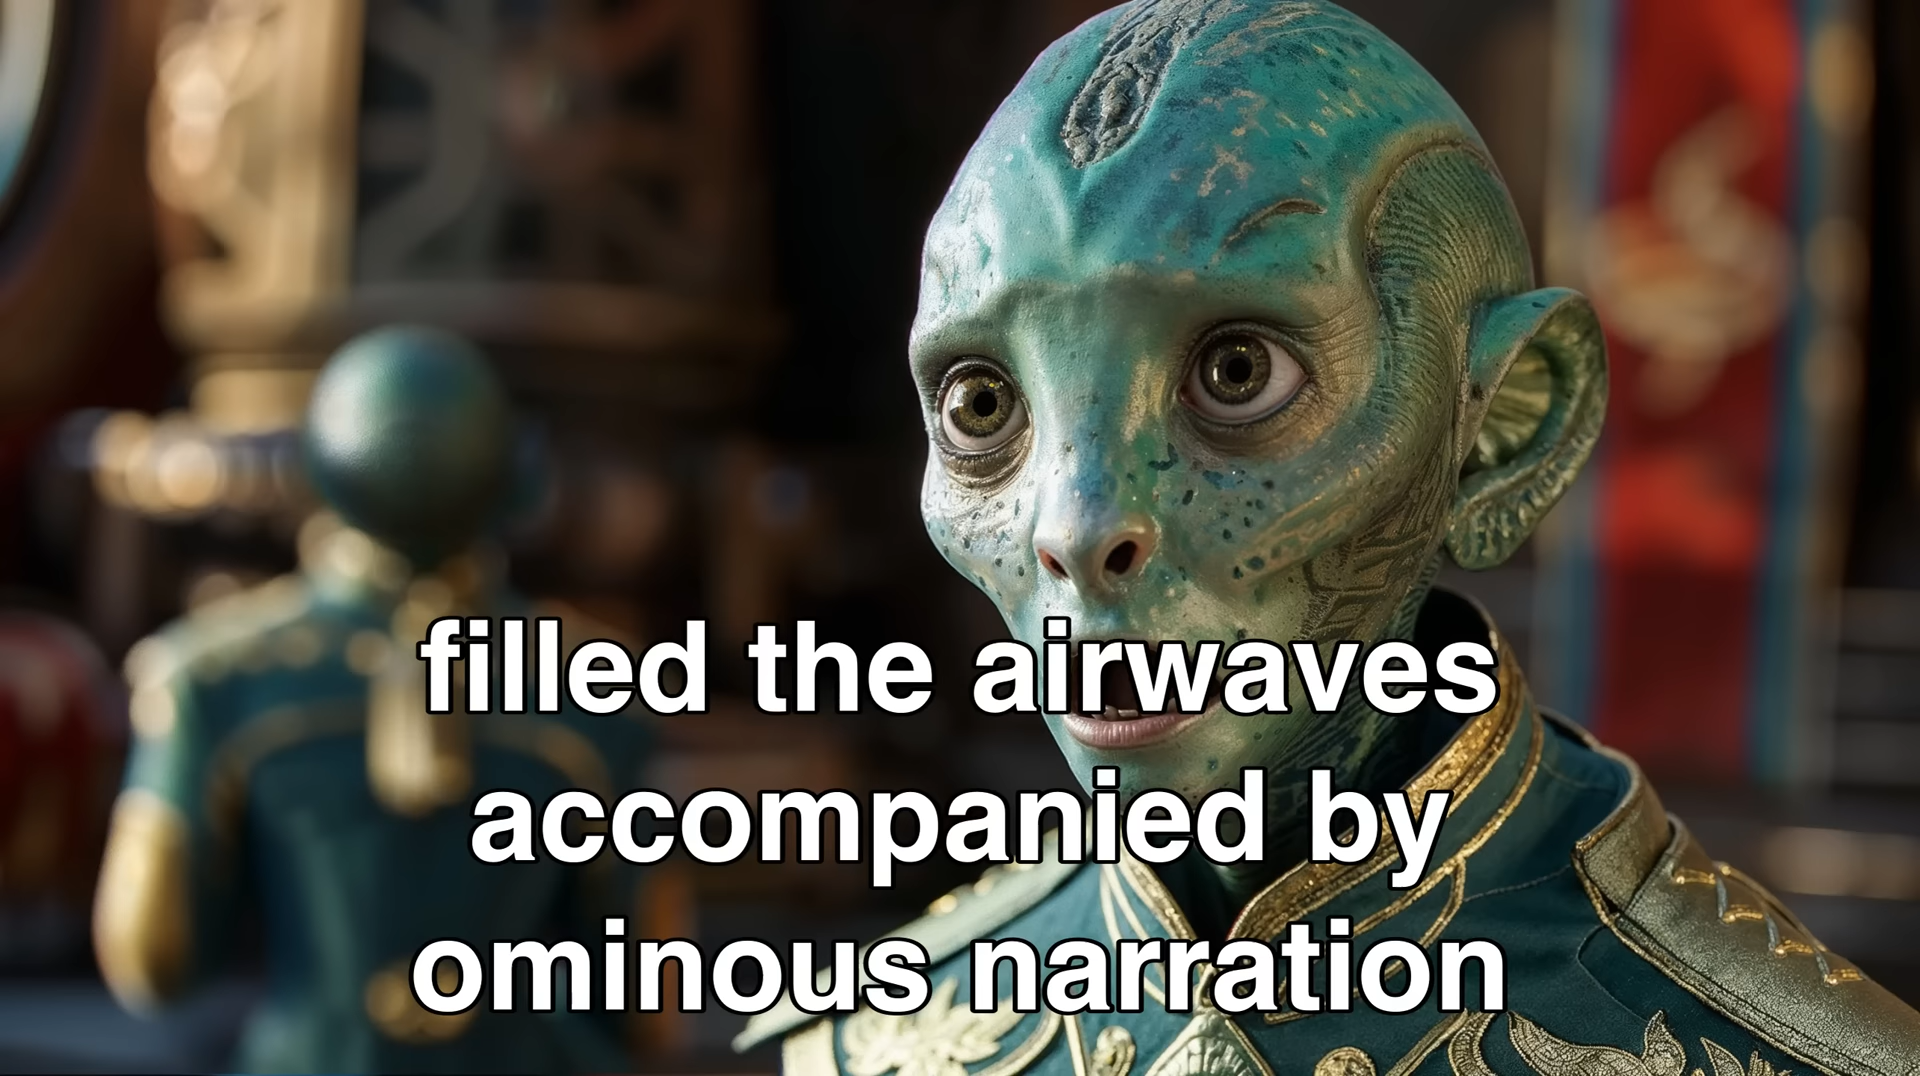 filled the airwaves
accompanied by
ominous narration